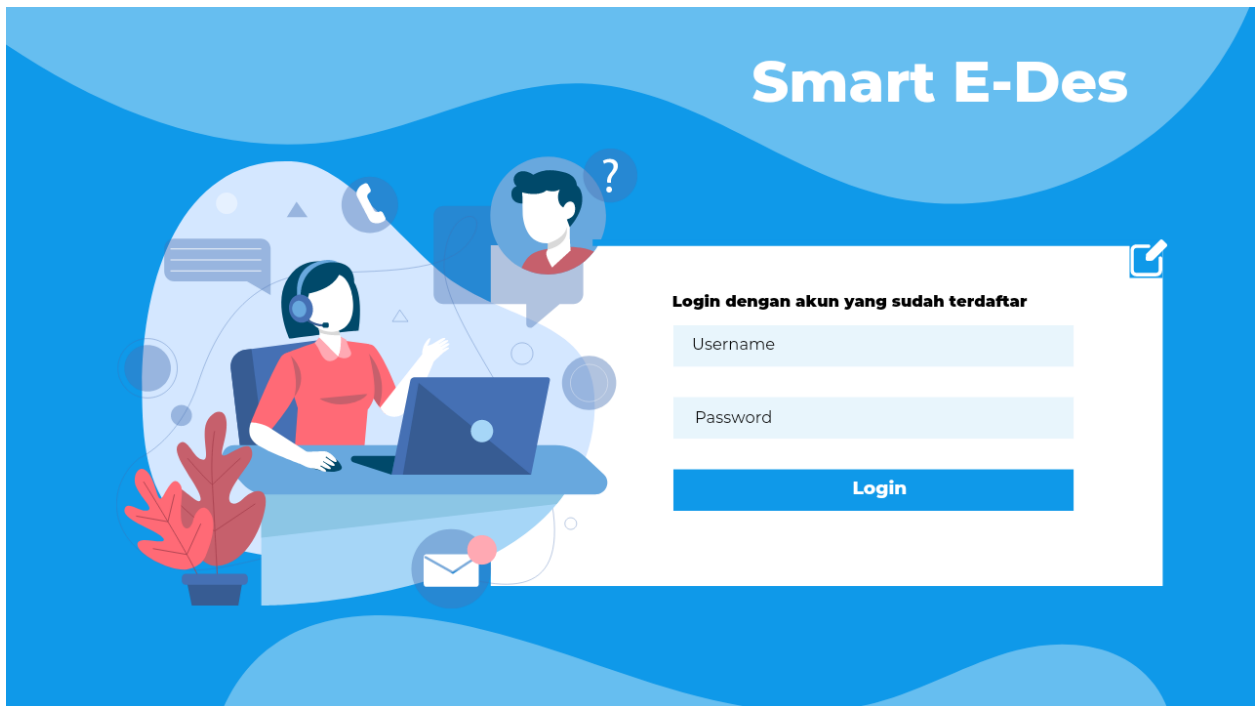 Smart E-Des
?
Login dengan akun yang sudah terdaftar
Username
Password
Login